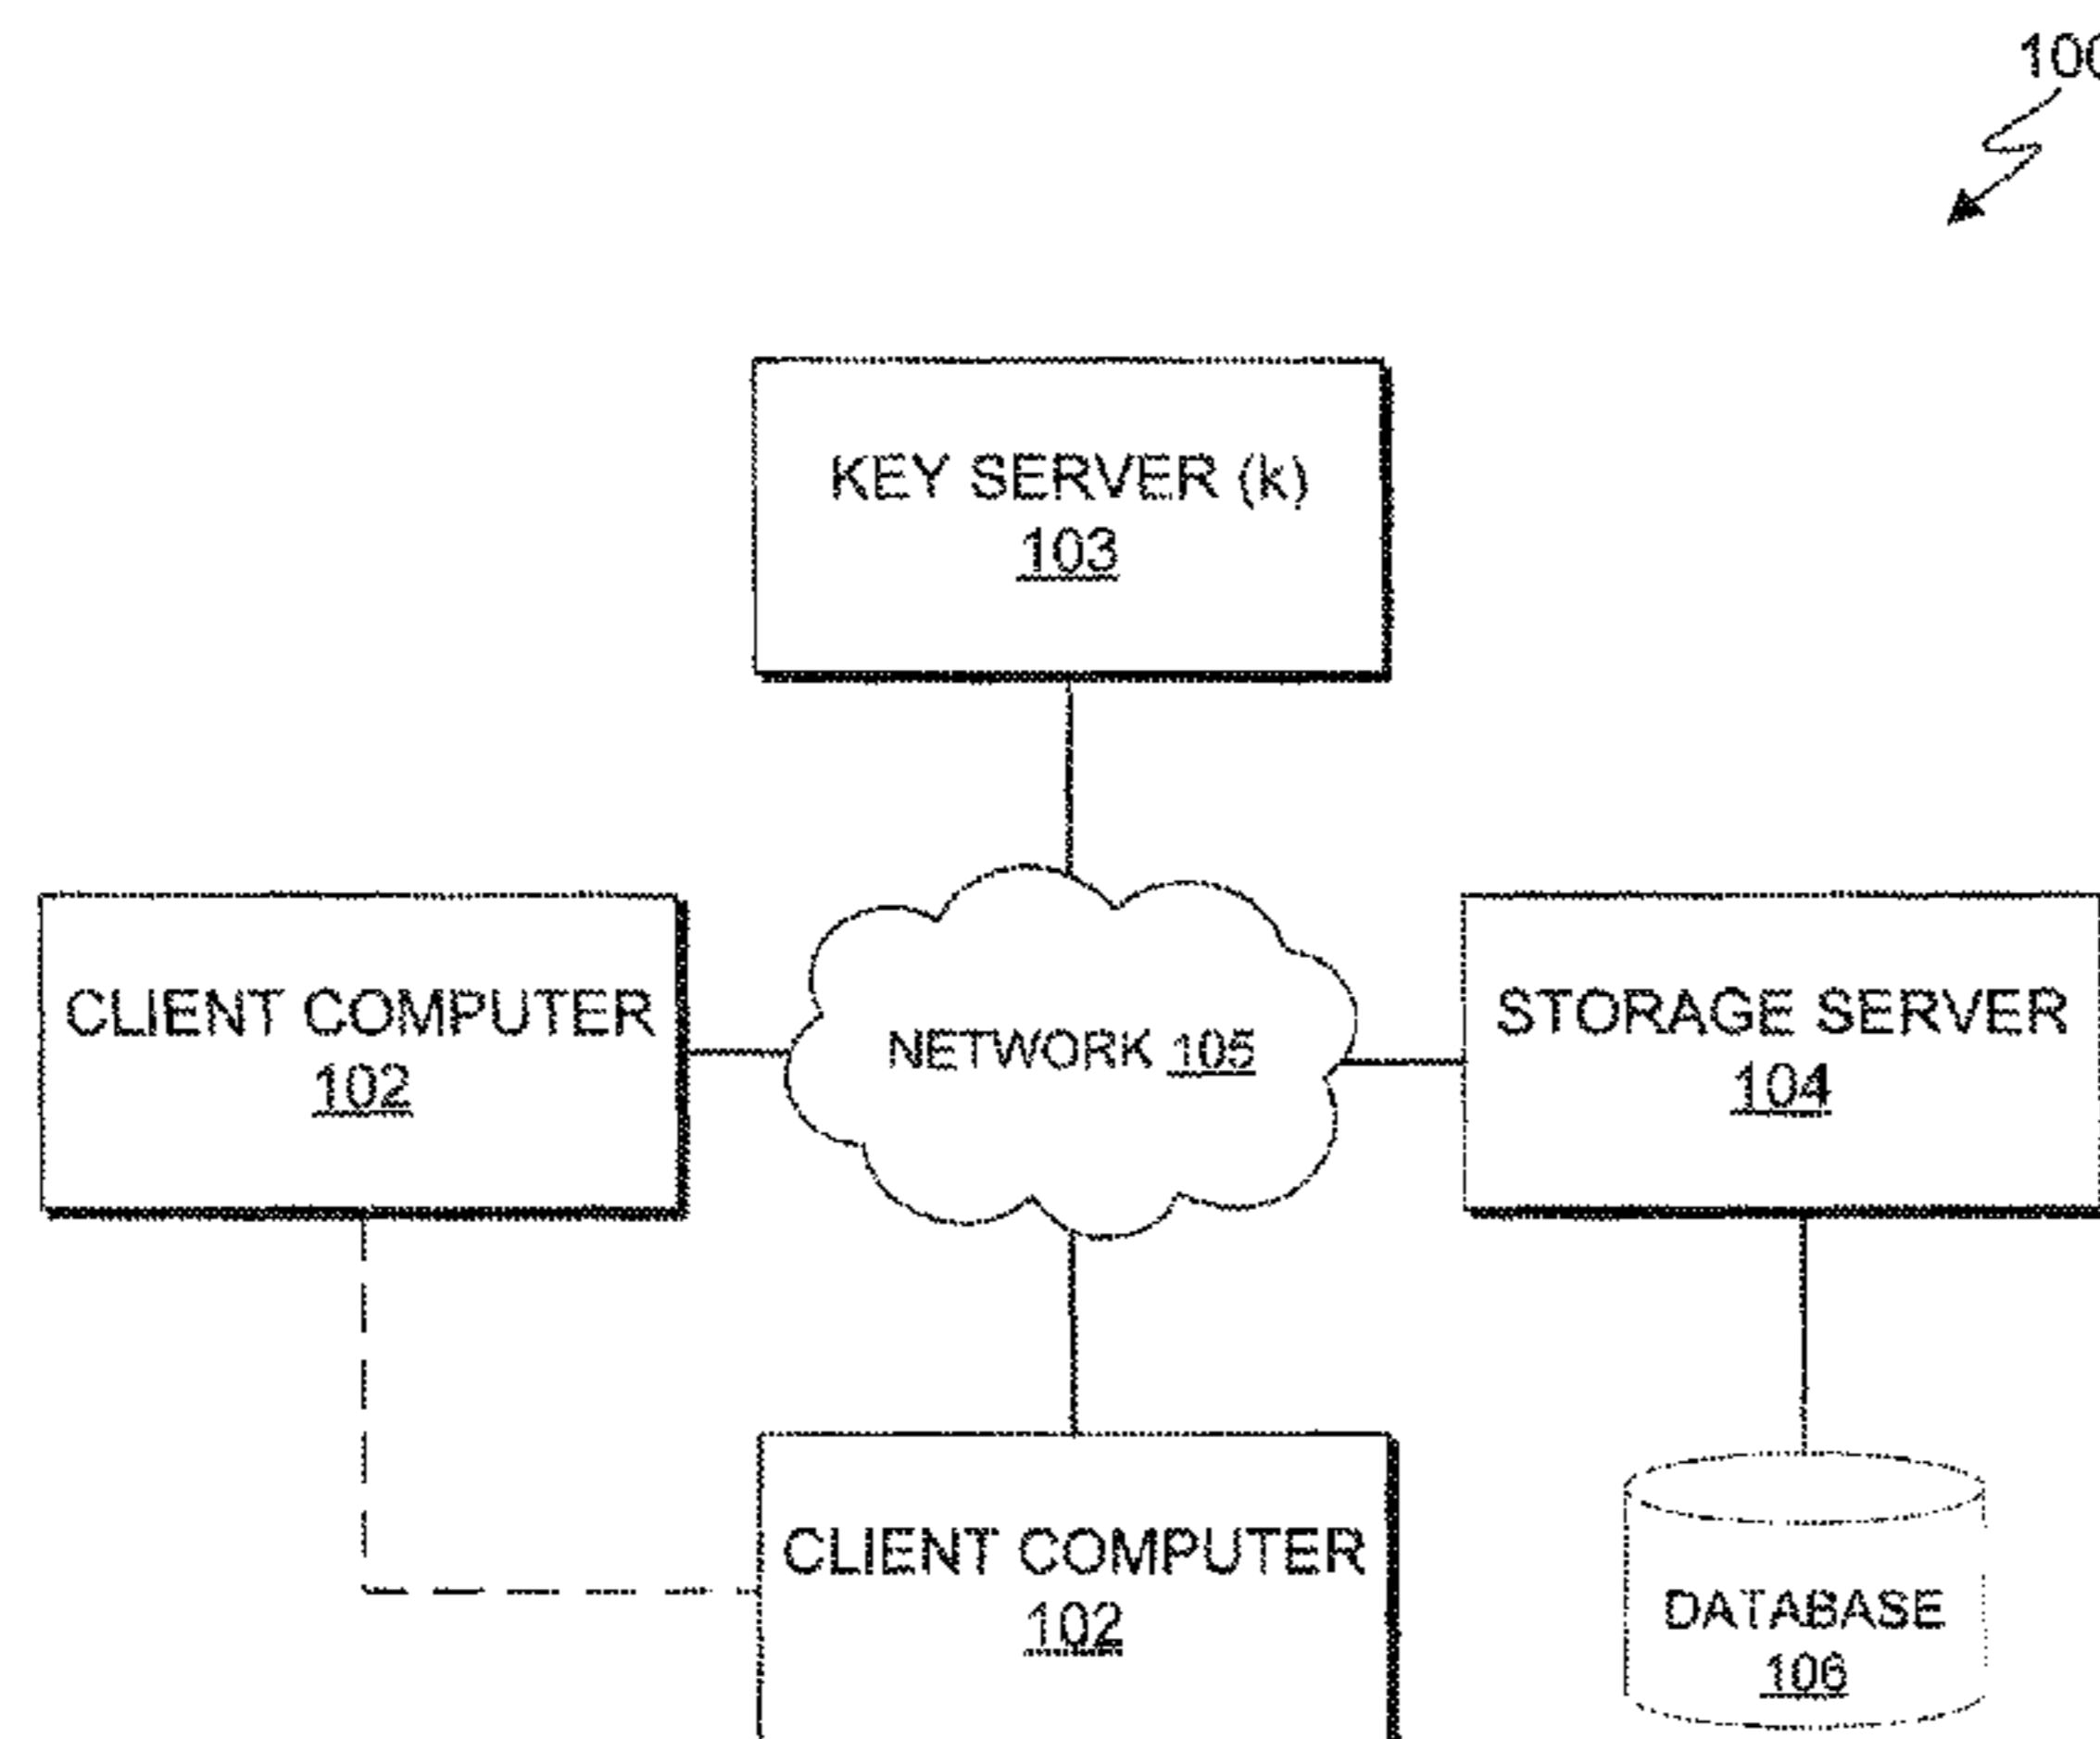 100
KEY SERVER (k)
103
CLIENT COMPUTER
102
NETWORK 105
STORAGE SERVER
104
CLIENT COMPUTER
102
DATABASE
106